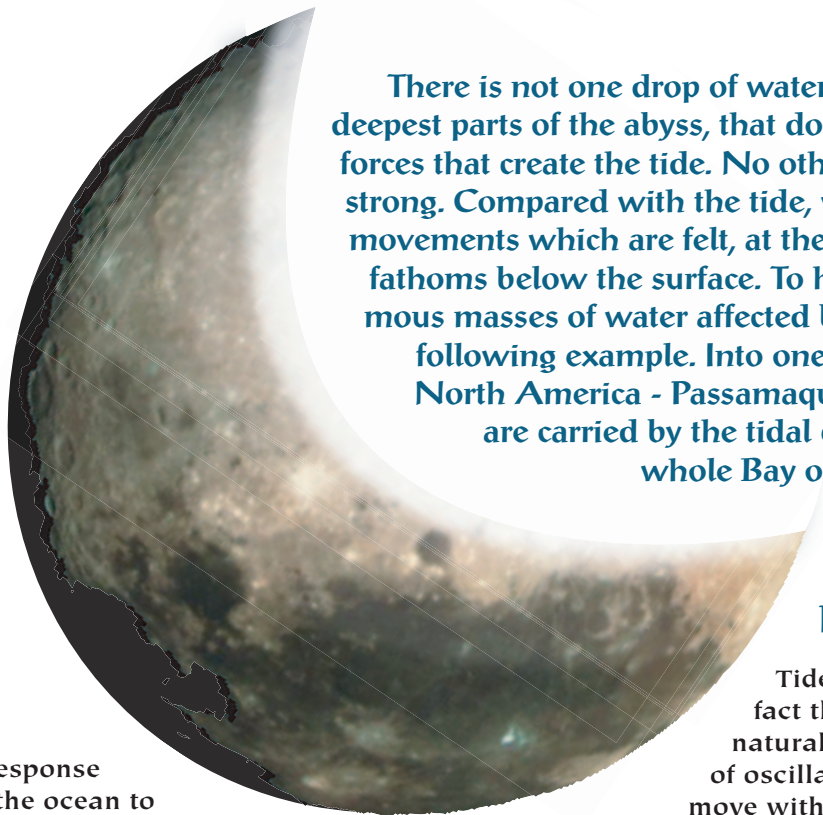 There is not one drop of water
deepest parts of the abyss, that do
forces that create the tide. No oth
strong. Compared with the tide,
movements which are felt, at the
fathoms below the surface. To h
mous masses of water affected
following example. Into one
North America - Passamaqu
are carried by the tidal
whole Bay o
esponse
the ocean to
Tide
fact th
natural
of oscilla
move with